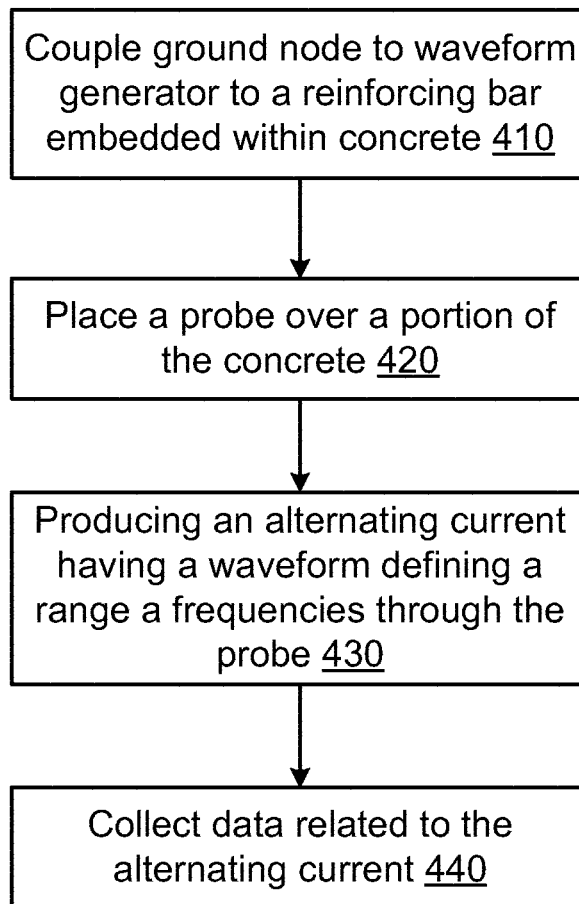 Couple ground node to waveform
generator to a reinforcing bar
embedded within concrete 410
Place a probe over a portion of
the concrete 420
Producing an alternating current
having a waveform defining a
range a frequencies through the
probe 430
Collect data related to the
alternating current 440